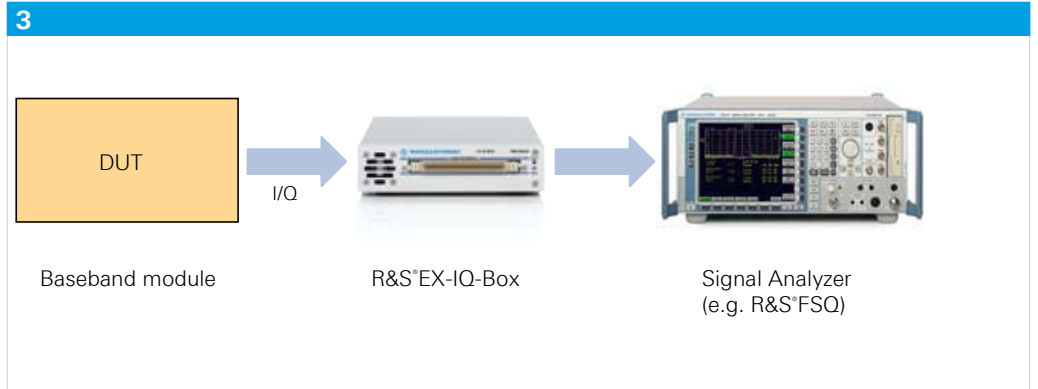 3
DUT
I/Q
Baseband module
R&S®EX-IQ-Box
Signal Analyzer
(e.g. R&S®FSQ)